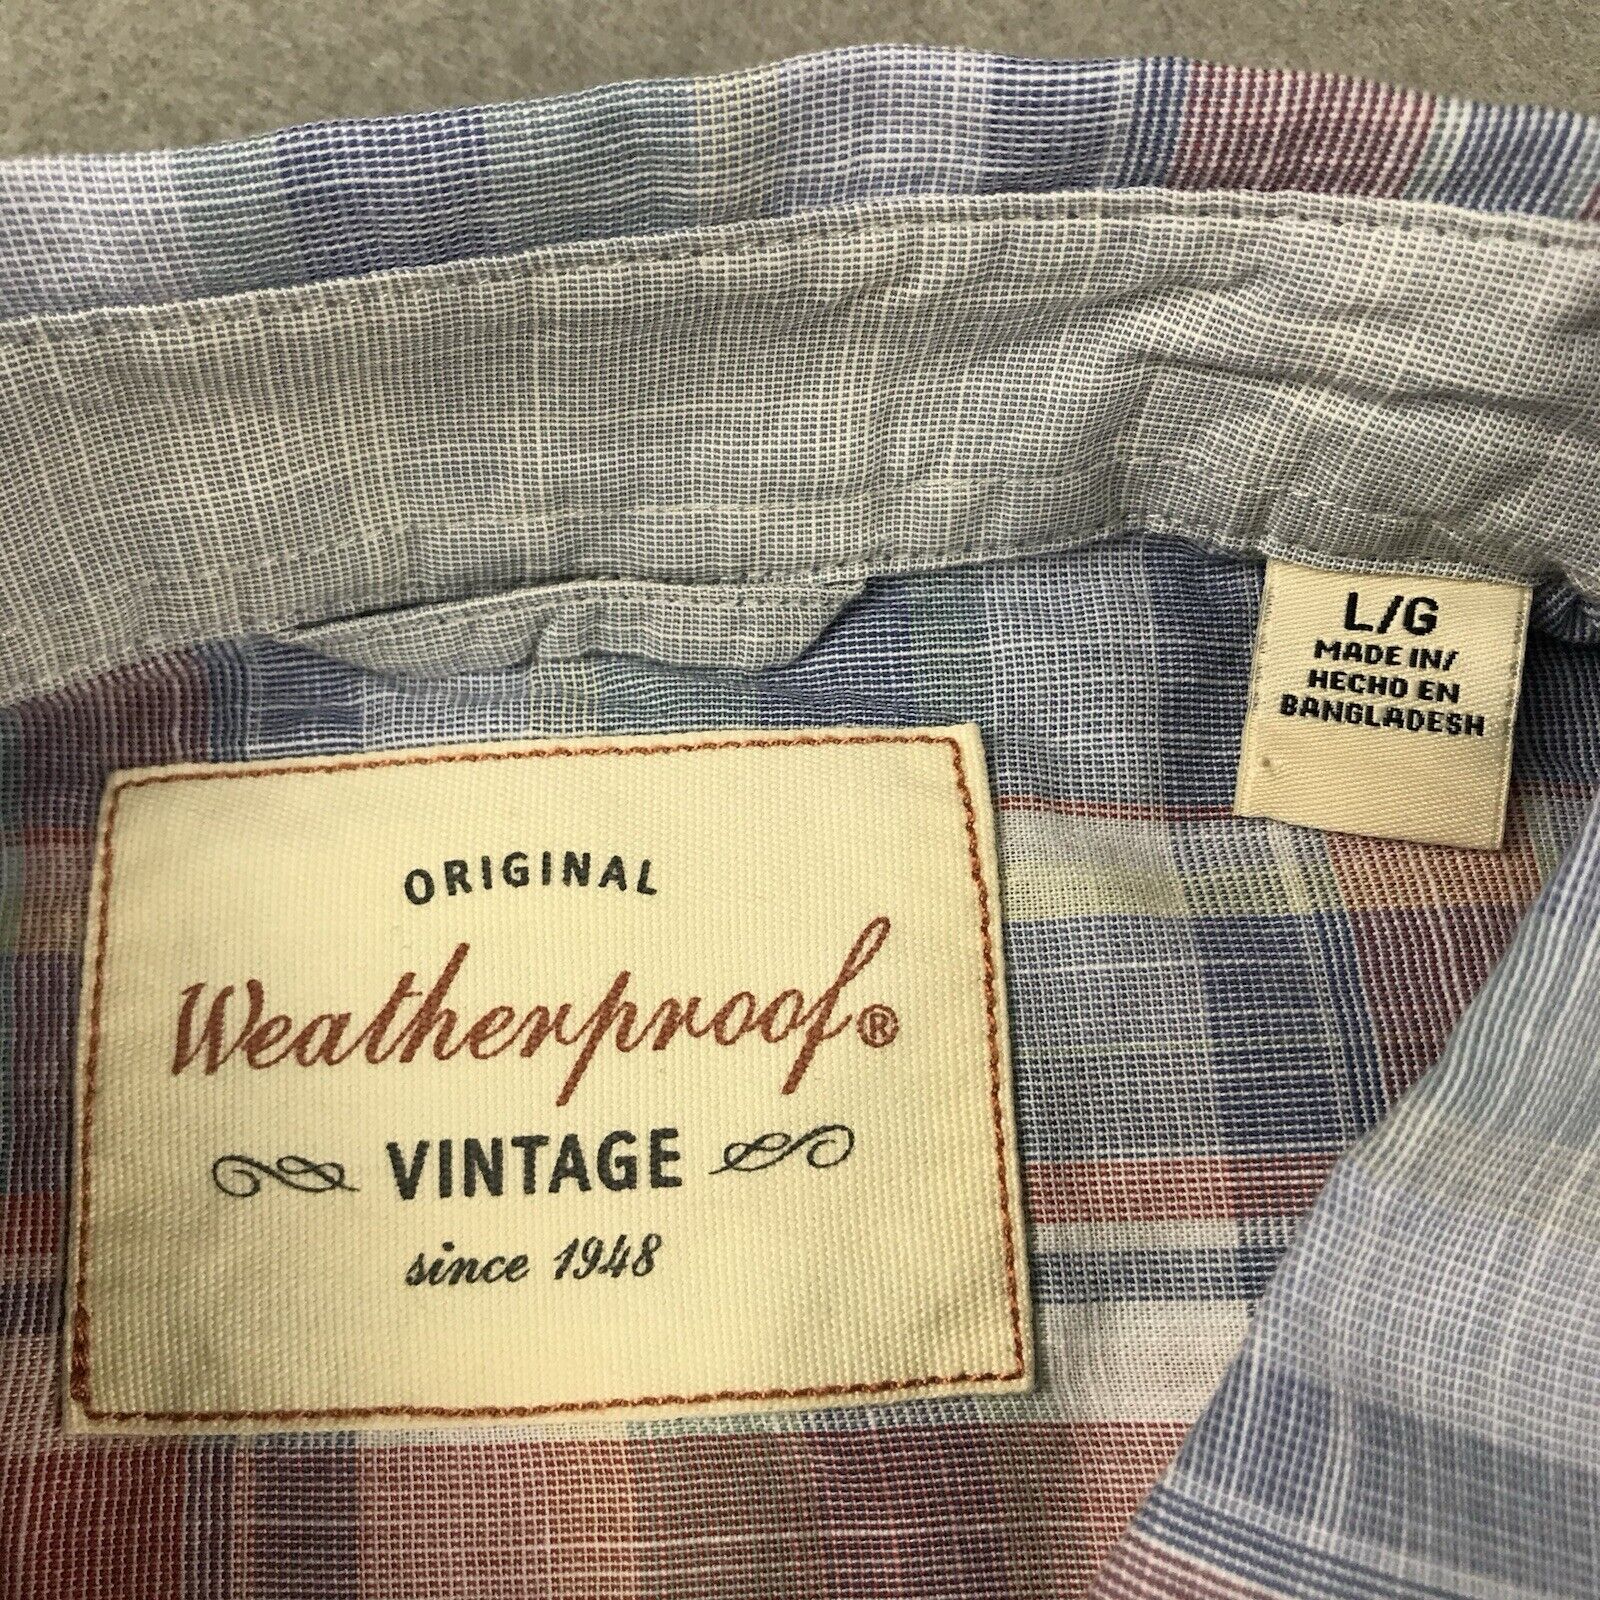 L/G
MADE IN/
HECHO EN
BANGLADESH
ORIGINAL
Weatherproof®
VINTAGE
since 1948